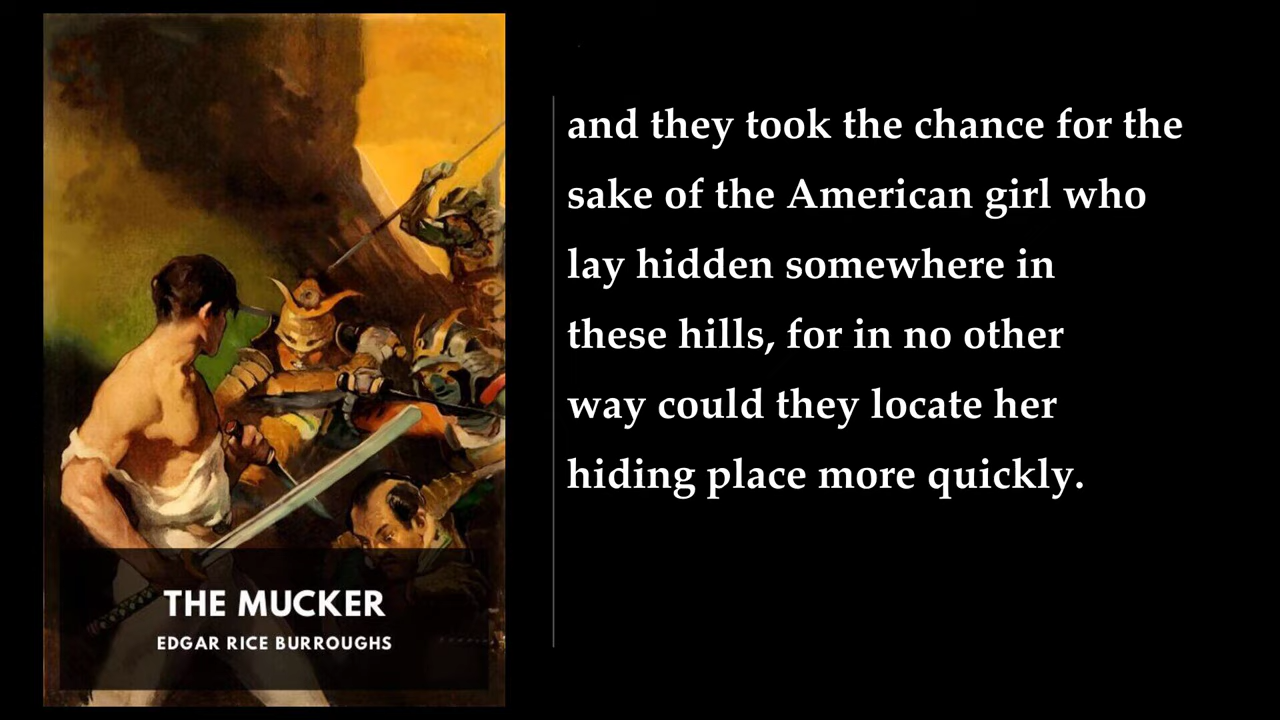 and they took the chance for the
sake of the American girl who
lay hidden somewhere in
these hills, for in no other
way could they locate her
hiding place more quickly.
THE MUCKER
EDGAR RICE BURROUGHS